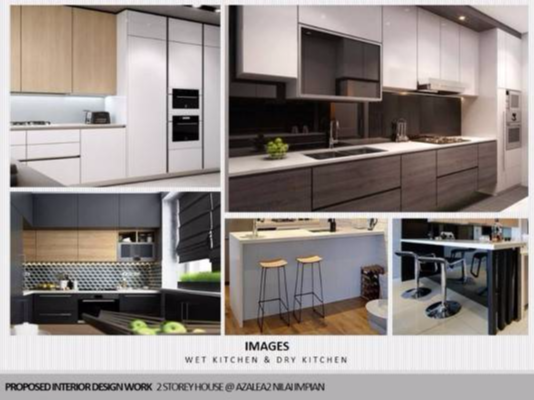 IMAGES
WET KITCHEN & DRY KITCHEN
PROPOSED INTERIOR DESIGN WORK 2 STOREY HOUSE @ AZALEA2 NILAI IMPIAN